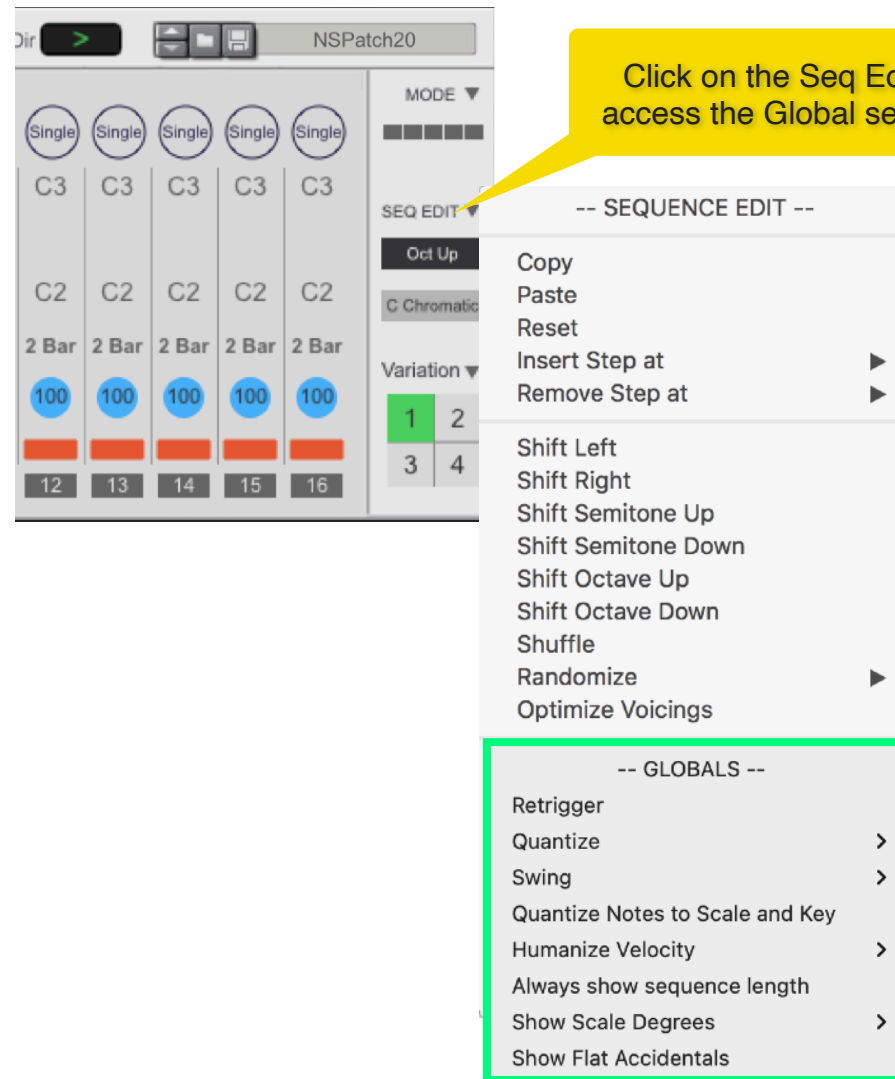 Dir > NSPatch20
Click on the Seq
access the Global
MODE
Single Single Single Single Single
C3 C3 C3 C3 C3
SEQ EDIT
Oct Up
C2 C2 C2 C2 C2
C Chromatic
2 Bar 2 Bar 2 Bar 2 Bar 2 Bar
Variation
100 100 100 100 100
1 2
3 4
12 13 14 15 16
-- SEQUENCE EDIT --
Copy
Paste
Reset
Insert Step at
Remove Step at
Shift Left
Shift Right
Shift Semitone Up
Shift Semitone Down
Shift Octave Up
Shift Octave Down
Shuffle
Randomize
Optimize Voicings
-- GLOBALS --
Retrigger
Quantize >
Swing >
Quantize Notes to Scale and Key
Humanize Velocity >
Always show sequence length
Show Scale Degrees >
Show Flat Accidentals